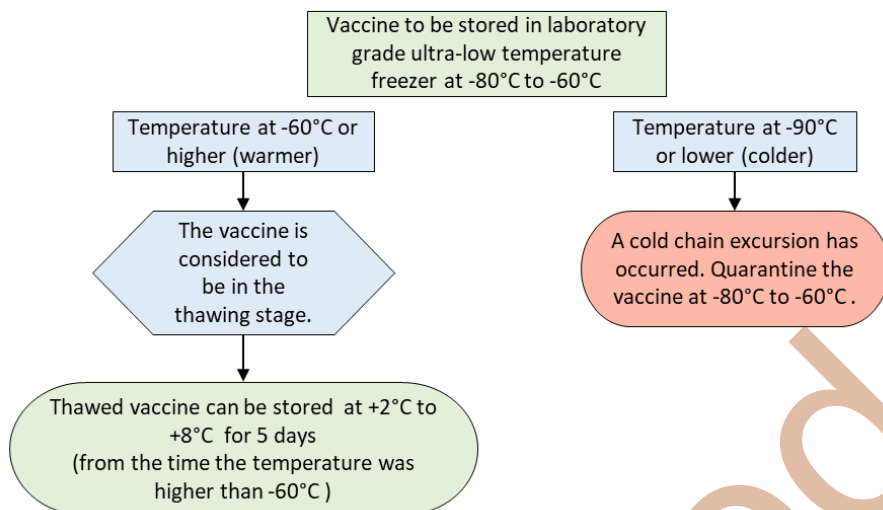 Vaccine to be stored in laboratory
grade ultra-low temperature
freezer at -80°C to -60°C
Temperature at -60°C or
higher (warmer)
Temperature at -90°C
or lower (colder)
The vaccine is
considered to
be in the
thawing stage.
A cold chain excursion has
occurred. Quarantine the
vaccine at -80°C to -60°C .
Thawed vaccine can be stored at +2°C to
+8°C for 5 days
(from the time the temperature was
higher than -60°C )